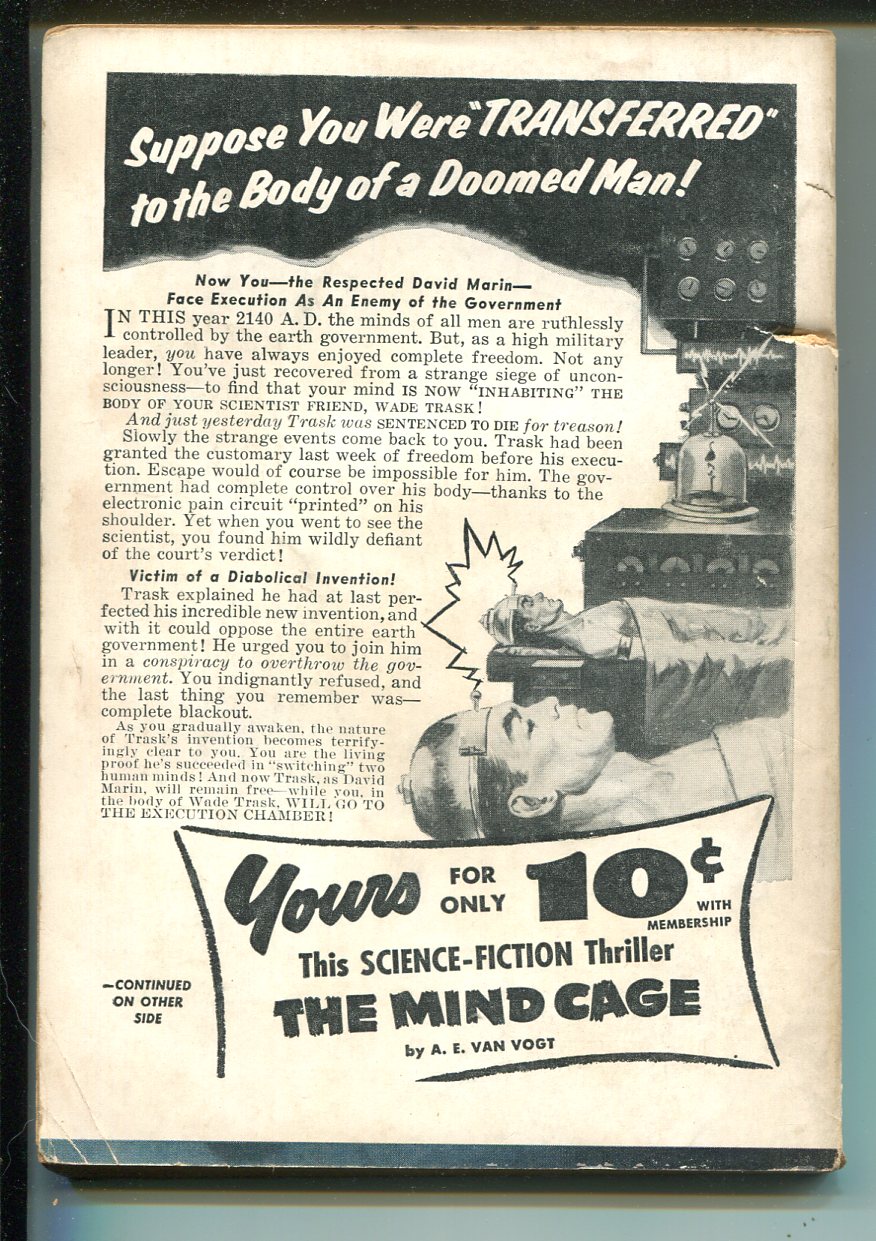 Suppose You Were "TRANSFERRED"
to the Body of a Doomed Man!
Now You—the Respected David Marin—
Face Execution As An Enemy of the Government
IN THIS year 2140 A. D. the minds of all men are ruthlessly
controlled by the earth government. But, as a high military
leader, you have always enjoyed complete freedom. Not any
longer! You've just recovered from a strange siege of uncon-
sciousness—to find that your mind IS NOW "INHABITING" THE
BODY OF YOUR SCIENTIST FRIEND, WADE TRASK!
And just yesterday Trask was SENTENCED TO DIE for treason!
Slowly the strange events come back to you. Trask had been
granted the customary last week of freedom before his execu-
tion. Escape would of course be impossible for him. The gov-
ernment had complete control over his body—thanks to the
electronic pain circuit "printed" on his
shoulder. Yet when you went to see the
scientist, you found him wildly defiant
of the court's verdict!
Victim of a Diabolical Invention!
Trask explained he had at last per-
fected his incredible new invention, and
with it could oppose the entire earth
government! He urged you to join him
in a conspiracy to overthrow the gov-
ernment. You indignantly refused, and
the last thing you remember was—
complete blackout.
As you gradually awaken, the nature
of Trask's invention becomes terrify-
ingly clear to you. You are the living
proof he's succeeded in "switching" two
human minds! And now Trask, as David
Marin, will remain free—while you, in
the body of Wade Trask, WILL GO TO
THE EXECUTION CHAMBER!
Yours FOR ONLY 10¢
WITH MEMBERSHIP
This SCIENCE-FICTION Thriller
THE MIND CAGE
by A. E. VAN VOGT
—CONTINUED
ON OTHER
SIDE